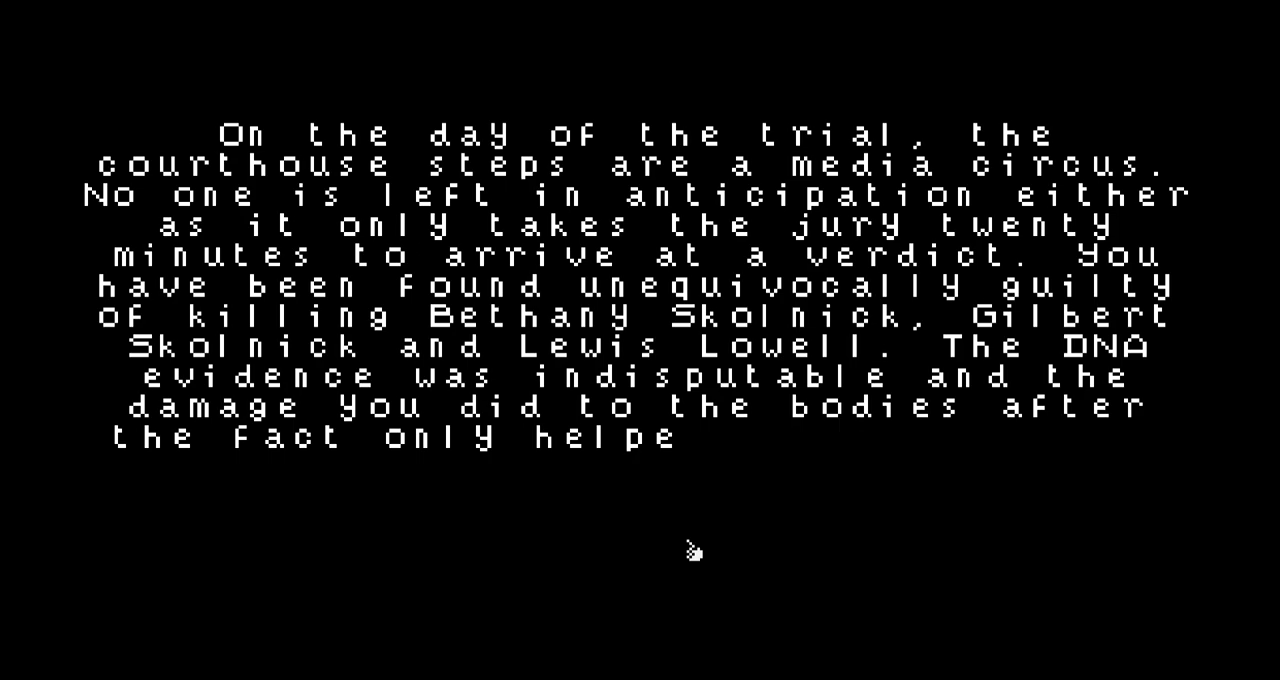 On the day of the trial, the
courthouse steps are a media circus.
No one is left in anticipation either
as it only takes the jury twenty
minutes to arrive at a verdict. You
have been found unequivocally guilty
of killing Bethany Skolnick, Gilbert
Skolnick and Lewis Lowell. The DNA
evidence was indisputable and the
damage you did to the bodies after
the fact only helpe